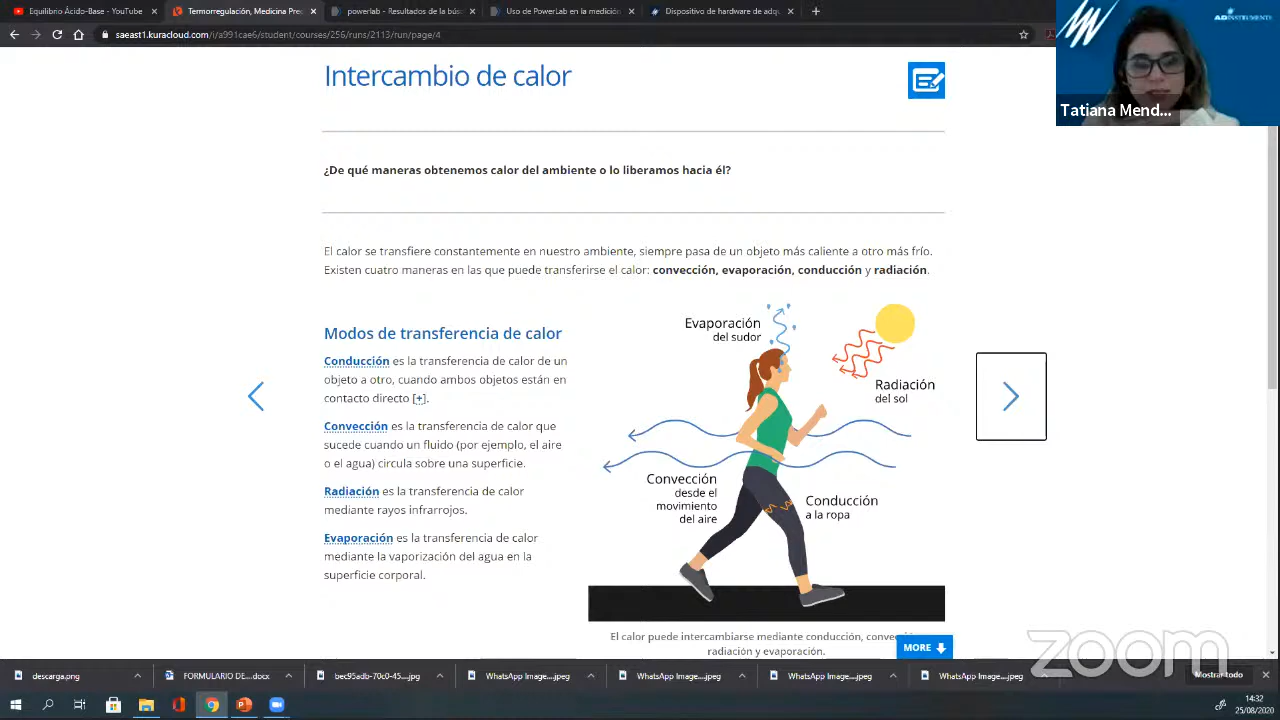 Equilibrio Ácido-Base - YouTube
Termorregulación, Medicina Pre
powerlab - Resultados de la bús
Uso de PowerLab en la medición
Dispositivo de hardware de adqu
saeast1.kuracloud.com/i/a991cae6/student/courses/256/runs/2113/run/page/4
ADINSTRUMENTS
Tatiana Mend...
Intercambio de calor
¿De qué maneras obtenemos calor del ambiente o lo liberamos hacia él?
El calor se transfiere constantemente en nuestro ambiente, siempre pasa de un objeto más caliente a otro más frío.
Existen cuatro maneras en las que puede transferirse el calor: convección, evaporación, conducción y radiación.
Modos de transferencia de calor
Conducción es la transferencia de calor de un
objeto a otro, cuando ambos objetos están en
contacto directo [+].
Convección es la transferencia de calor que
sucede cuando un fluido (por ejemplo, el aire
o el agua) circula sobre una superficie.
Radiación es la transferencia de calor
mediante rayos infrarrojos.
Evaporación es la transferencia de calor
mediante la vaporización del agua en la
superficie corporal.
Evaporación
del sudor
Radiación
del sol
Convección
desde el
movimiento
del aire
Conducción
a la ropa
El calor puede intercambiarse mediante conducción,
radiación y evaporación.
MORE
zoom
descarga.png
FORMULARIO DE....docx
bec95adb-70c0-45....jpg
WhatsApp Image....jpeg
WhatsApp Image....jpeg
WhatsApp Image....jpeg
WhatsApp Image....jpeg
Mostrar todo
14:32
25/08/2020